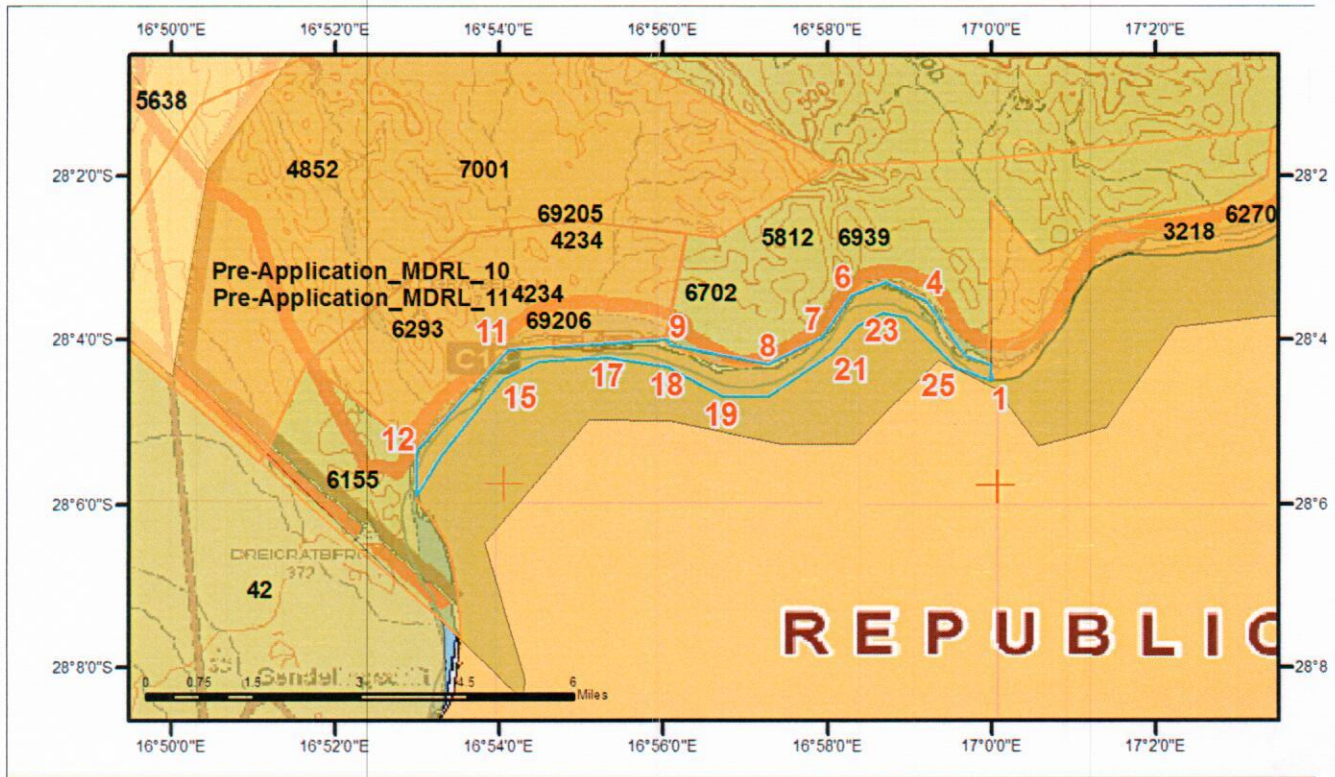 16°50'0"E 16°52'0"E 16°54'0"E 16°56'0"E 16°58'0"E 17°0'0"E 17°2'0"E
5638
4852 7001
28°2'0"S 28°2
69205
6270
4234 5812 6939 3218
Pre-Application_MDRL_10
Pre-Application_MDRL_11 4234
6702 6 4
6293 69206
11 9 7
28°4'0"S 28°4
8 23
17 21
15 18 25
19 1
12
6155
28°6'0"S 28°6
42
REPUBLIC
28°8'0"S 28°8
0 0.75 1.5 3 4.5 6
Miles
16°50'0"E 16°52'0"E 16°54'0"E 16°56'0"E 16°58'0"E 17°0'0"E 17°2'0"E